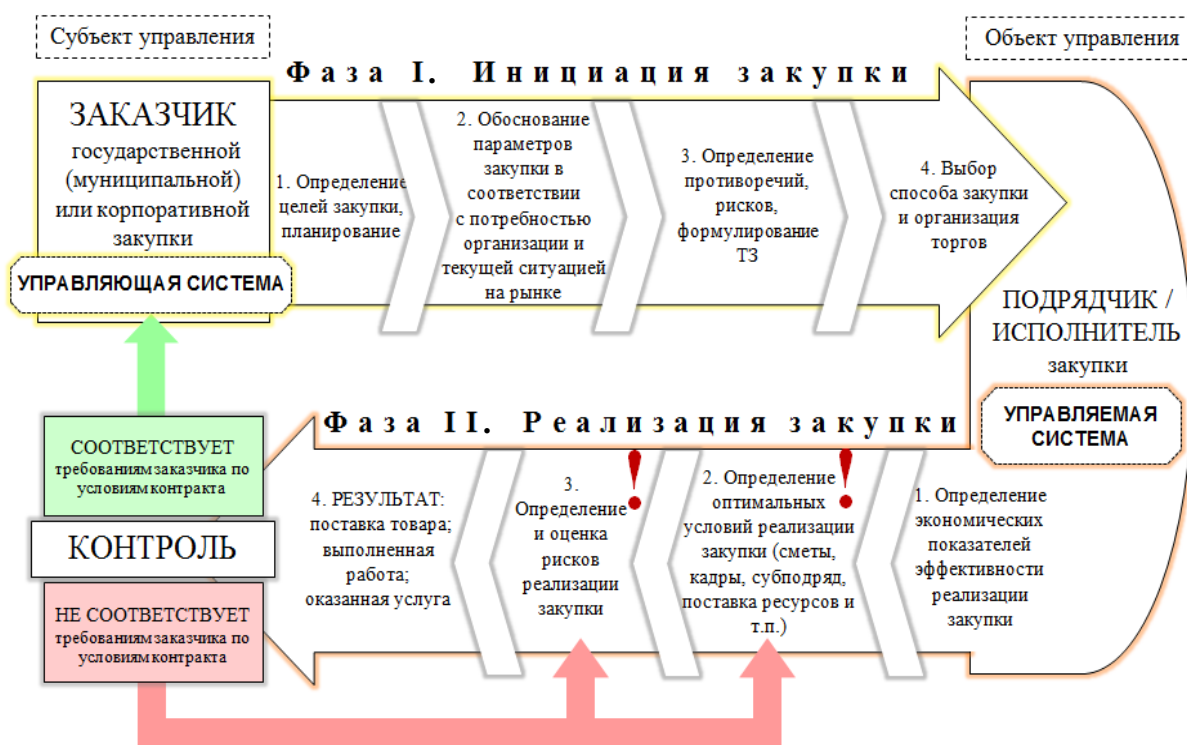 Субъект управления
Объект управления
Фаза I. Инициация закупки
ЗАКАЗЧИК
государственной
(муниципальной)
или корпоративной
закупки
УПРАВЛЯЮЩАЯ СИСТЕМА
1. Определение
целей закупки,
планирование
2. Обоснование
параметров
закупки в
соответствии
с потребностью
организации и
текущей ситуацией
на рынке
3. Определение
противоречий,
рисков,
формулирование
ТЗ
4. Выбор
способа закупки
и организация
торгов
ПОДРЯДЧИК /
ИСПОЛНИТЕЛЬ
закупки
УПРАВЛЯЕМАЯ
СИСТЕМА
Фаза II. Реализация закупки
1. Определение
экономических
показателей
эффективности
реализации
закупки
2. Определение
оптимальных
условий реализации
закупки (сметы,
кадры, субподряд,
поставка ресурсов и
т.п.)
!
3.
Определение
и оценка
рисков
реализации
закупки
!
4. РЕЗУЛЬТАТ:
поставка товара;
выполненная
работа;
оказанная услуга
СООТВЕТСТВУЕТ
требованиям заказчика по
условиям контракта
КОНТРОЛЬ
НЕ СООТВЕТСТВУЕТ
требованиям заказчика по
условиям контракта